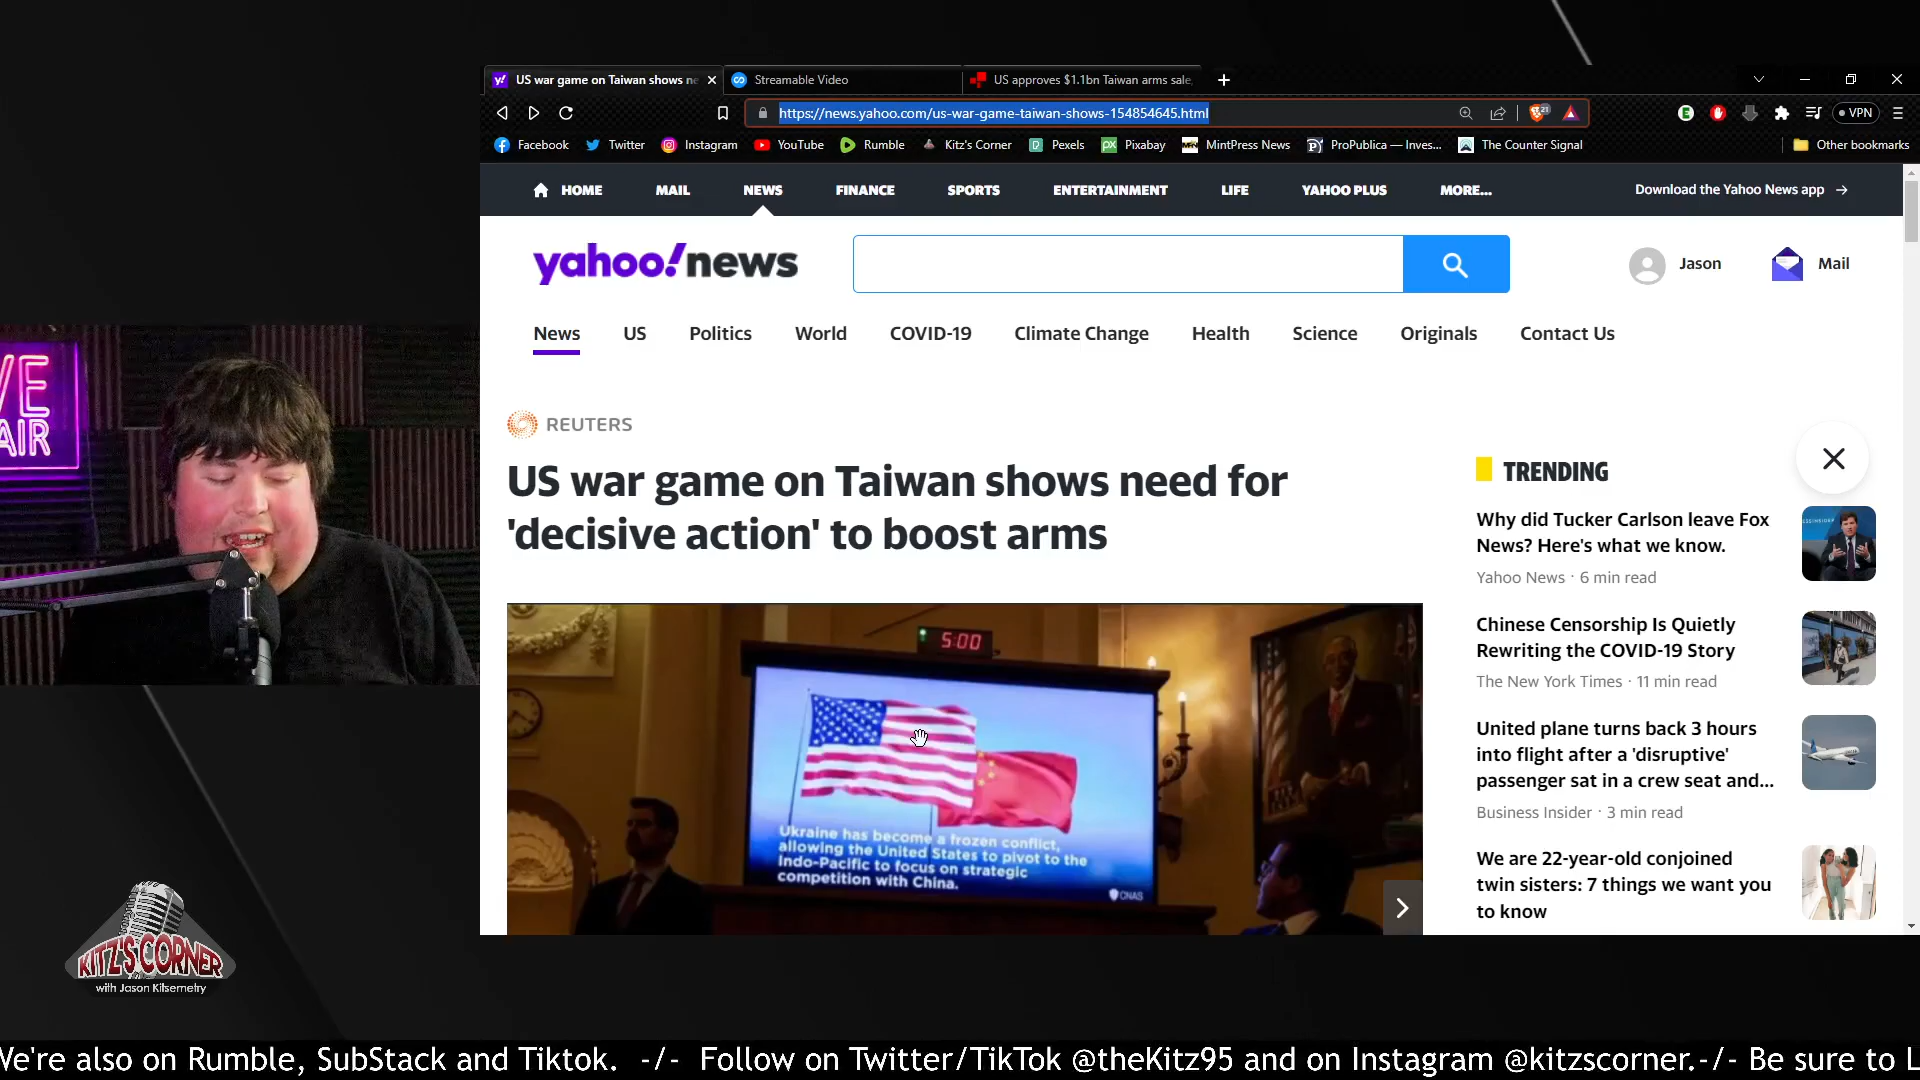 US war game on Taiwan shows ne
Streamable Video
US approves $1.1bn Taiwan arms sale,
https://news.yahoo.com/us-war-game-taiwan-shows-154854645.html
21
VPN
Facebook
Twitter
Instagram
YouTube
Rumble
Kitz's Corner
Pexels
Pixabay
MintPress News
ProPublica — Inves...
The Counter Signal
Other bookmarks
HOME
MAIL
NEWS
FINANCE
SPORTS
ENTERTAINMENT
LIFE
YAHOO PLUS
MORE...
Download the Yahoo News app
yahoo!news
Jason
Mail
News
US
Politics
World
COVID-19
Climate Change
Health
Science
Originals
Contact Us
REUTERS
US war game on Taiwan shows need for
'decisive action' to boost arms
5:00
Ukraine has become a frozen conflict,
allowing the United States to pivot to the
Indo-Pacific to focus on strategic
competition with China.
CNAS
TRENDING
Why did Tucker Carlson leave Fox
News? Here's what we know.
Yahoo News · 6 min read
Chinese Censorship Is Quietly
Rewriting the COVID-19 Story
The New York Times · 11 min read
United plane turns back 3 hours
into flight after a 'disruptive'
passenger sat in a crew seat and...
Business Insider · 3 min read
We are 22-year-old conjoined
twin sisters: 7 things we want you
to know
VE
AIR
KITZ'S CORNER
with Jason Kitsemetry
We're also on Rumble, SubStack and Tiktok. -/- Follow on Twitter/TikTok @theKitz95 and on Instagram @kitzscorner.-/- Be sure to L